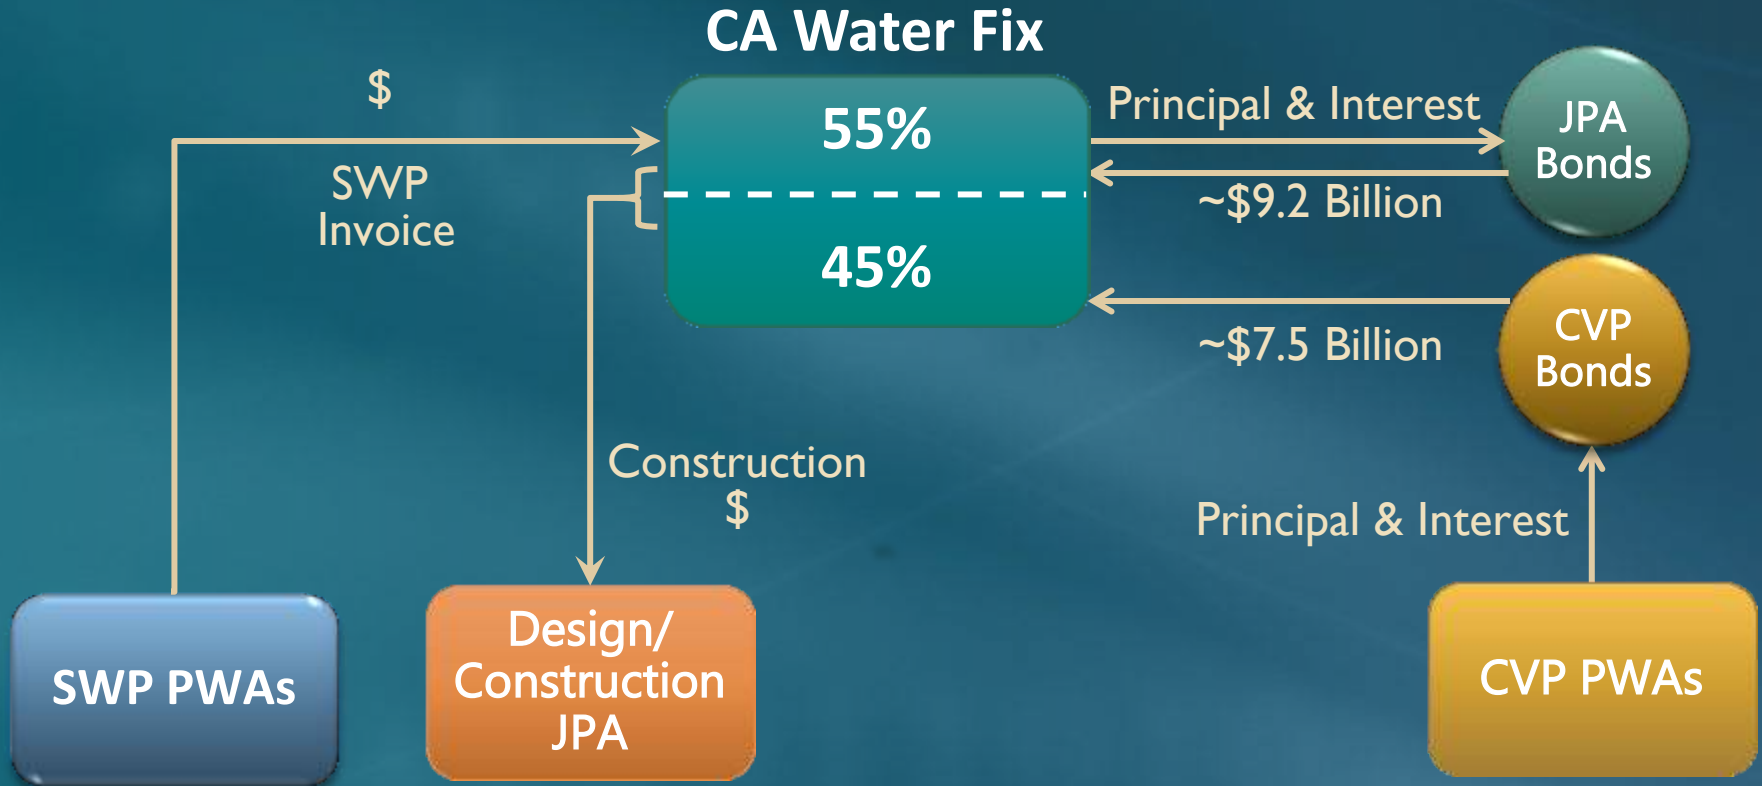 CA Water Fix
$
SWP
Invoice
55%
45%
Principal & Interest
~$9.2 Billion
JPA
Bonds
~$7.5 Billion
CVP
Bonds
Construction
$
Principal & Interest
SWP PWAs
Design/
Construction
JPA
CVP PWAs